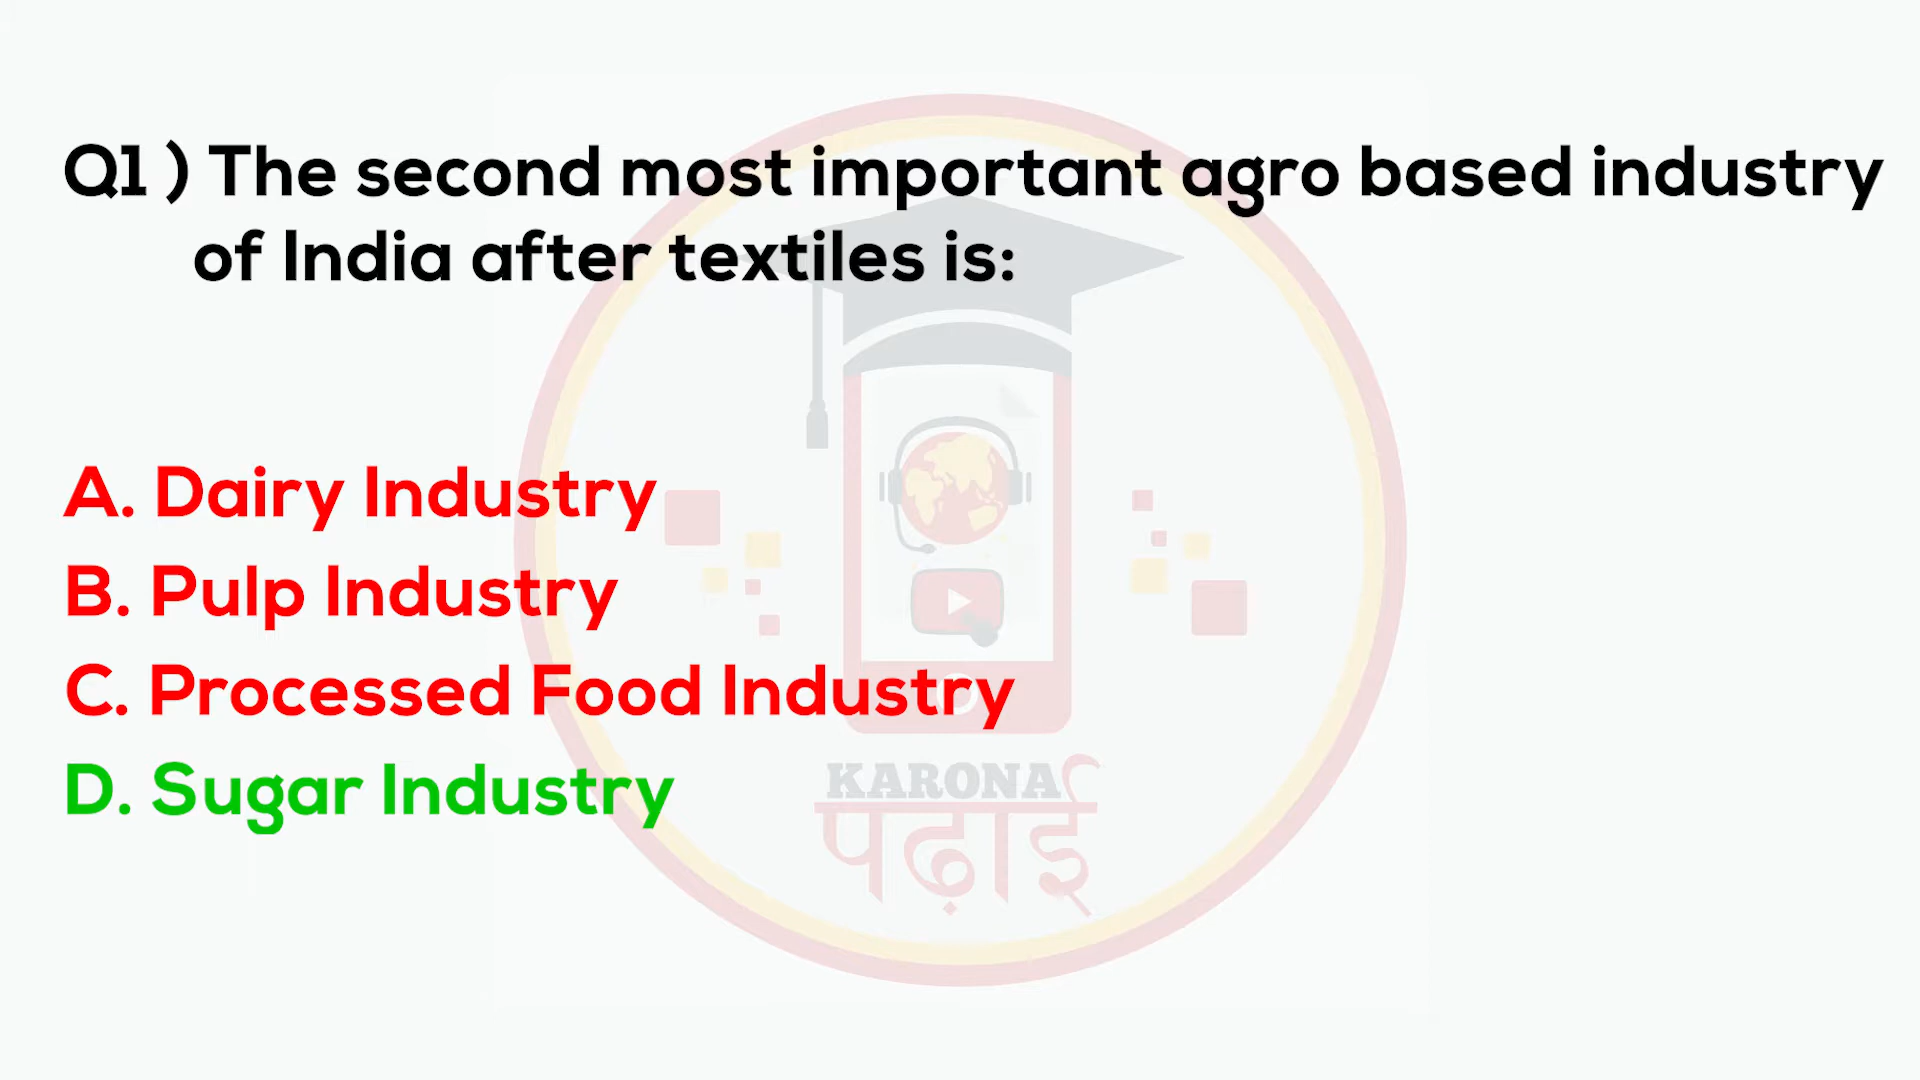 Q1 ) The second most important agro based industry
of India after textiles is:
A. Dairy Industry
B. Pulp Industry
C. Processed Food Industry
D. Sugar Industry
KARONA
पढ़ाई